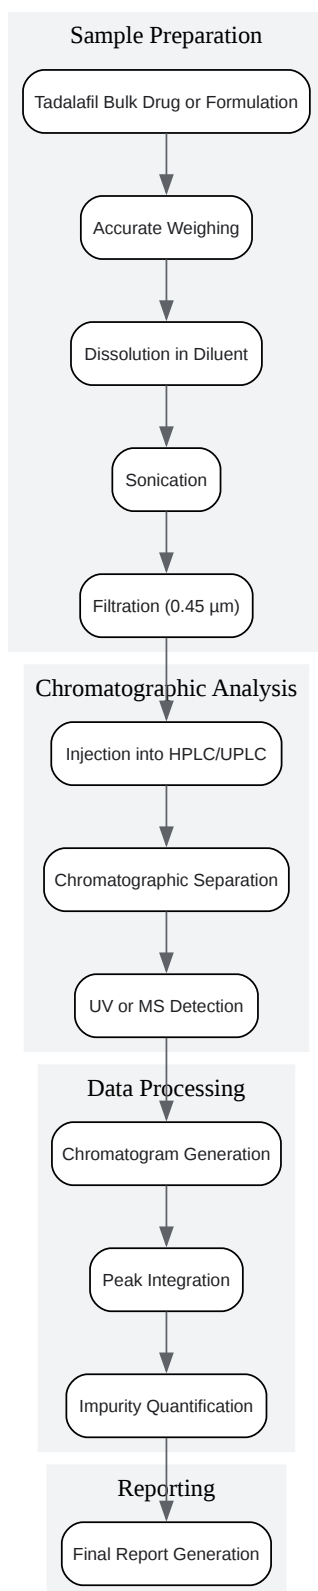 Sample Preparation
Tadalafil Bulk Drug or Formulation
Accurate Weighing
Dissolution in Diluent
Sonication
Filtration (0.45 µm)
Chromatographic Analysis
Injection into HPLC/UPLC
Chromatographic Separation
UV or MS Detection
Data Processing
Chromatogram Generation
Peak Integration
Impurity Quantification
Reporting
Final Report Generation